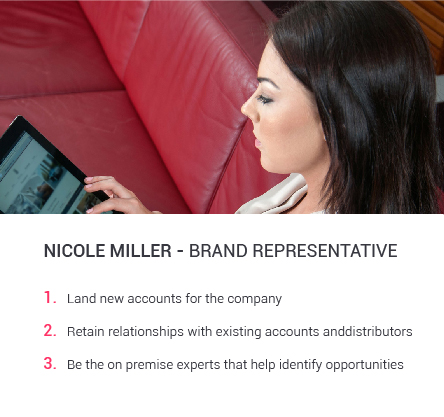 NICOLE MILLER - BRAND REPRESENTATIVE
1. Land new accounts for the company
2. Retain relationships with existing accounts anddistributors
3. Be the on premise experts that help identify opportunities